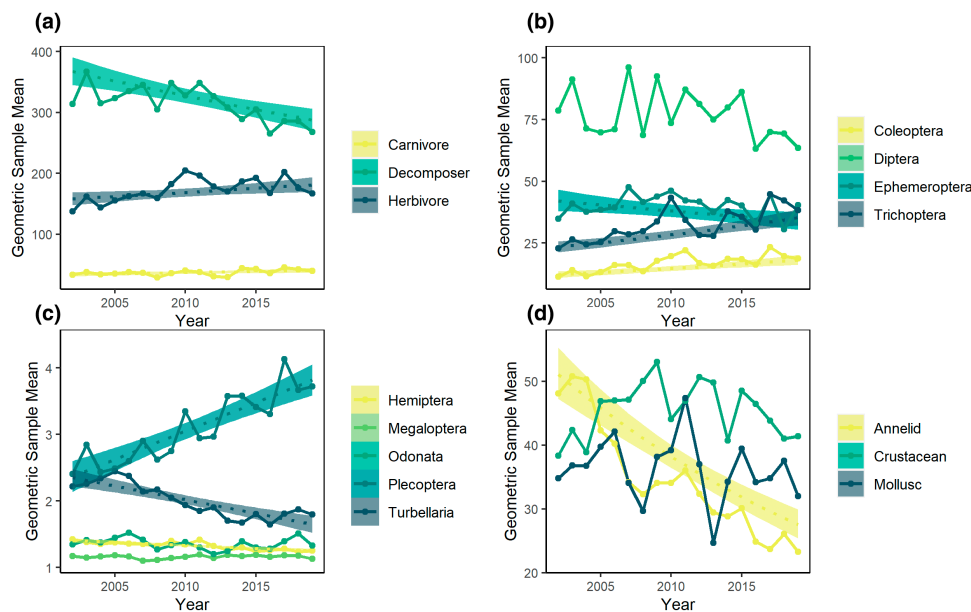 (a)
Geometric Sample Mean
400
300
200
100
2005 2010 2015
Year
Carnivore
Decomposer
Herbivore
(b)
Geometric Sample Mean
100
75
50
25
2005 2010 2015
Year
Coleoptera
Diptera
Ephemeroptera
Trichoptera
(c)
Geometric Sample Mean
4
3
2
1
2005 2010 2015
Year
Hemiptera
Megaloptera
Odonata
Plecoptera
Turbellaria
(d)
Geometric Sample Mean
50
40
30
20
2005 2010 2015
Year
Annelid
Crustacean
Mollusc